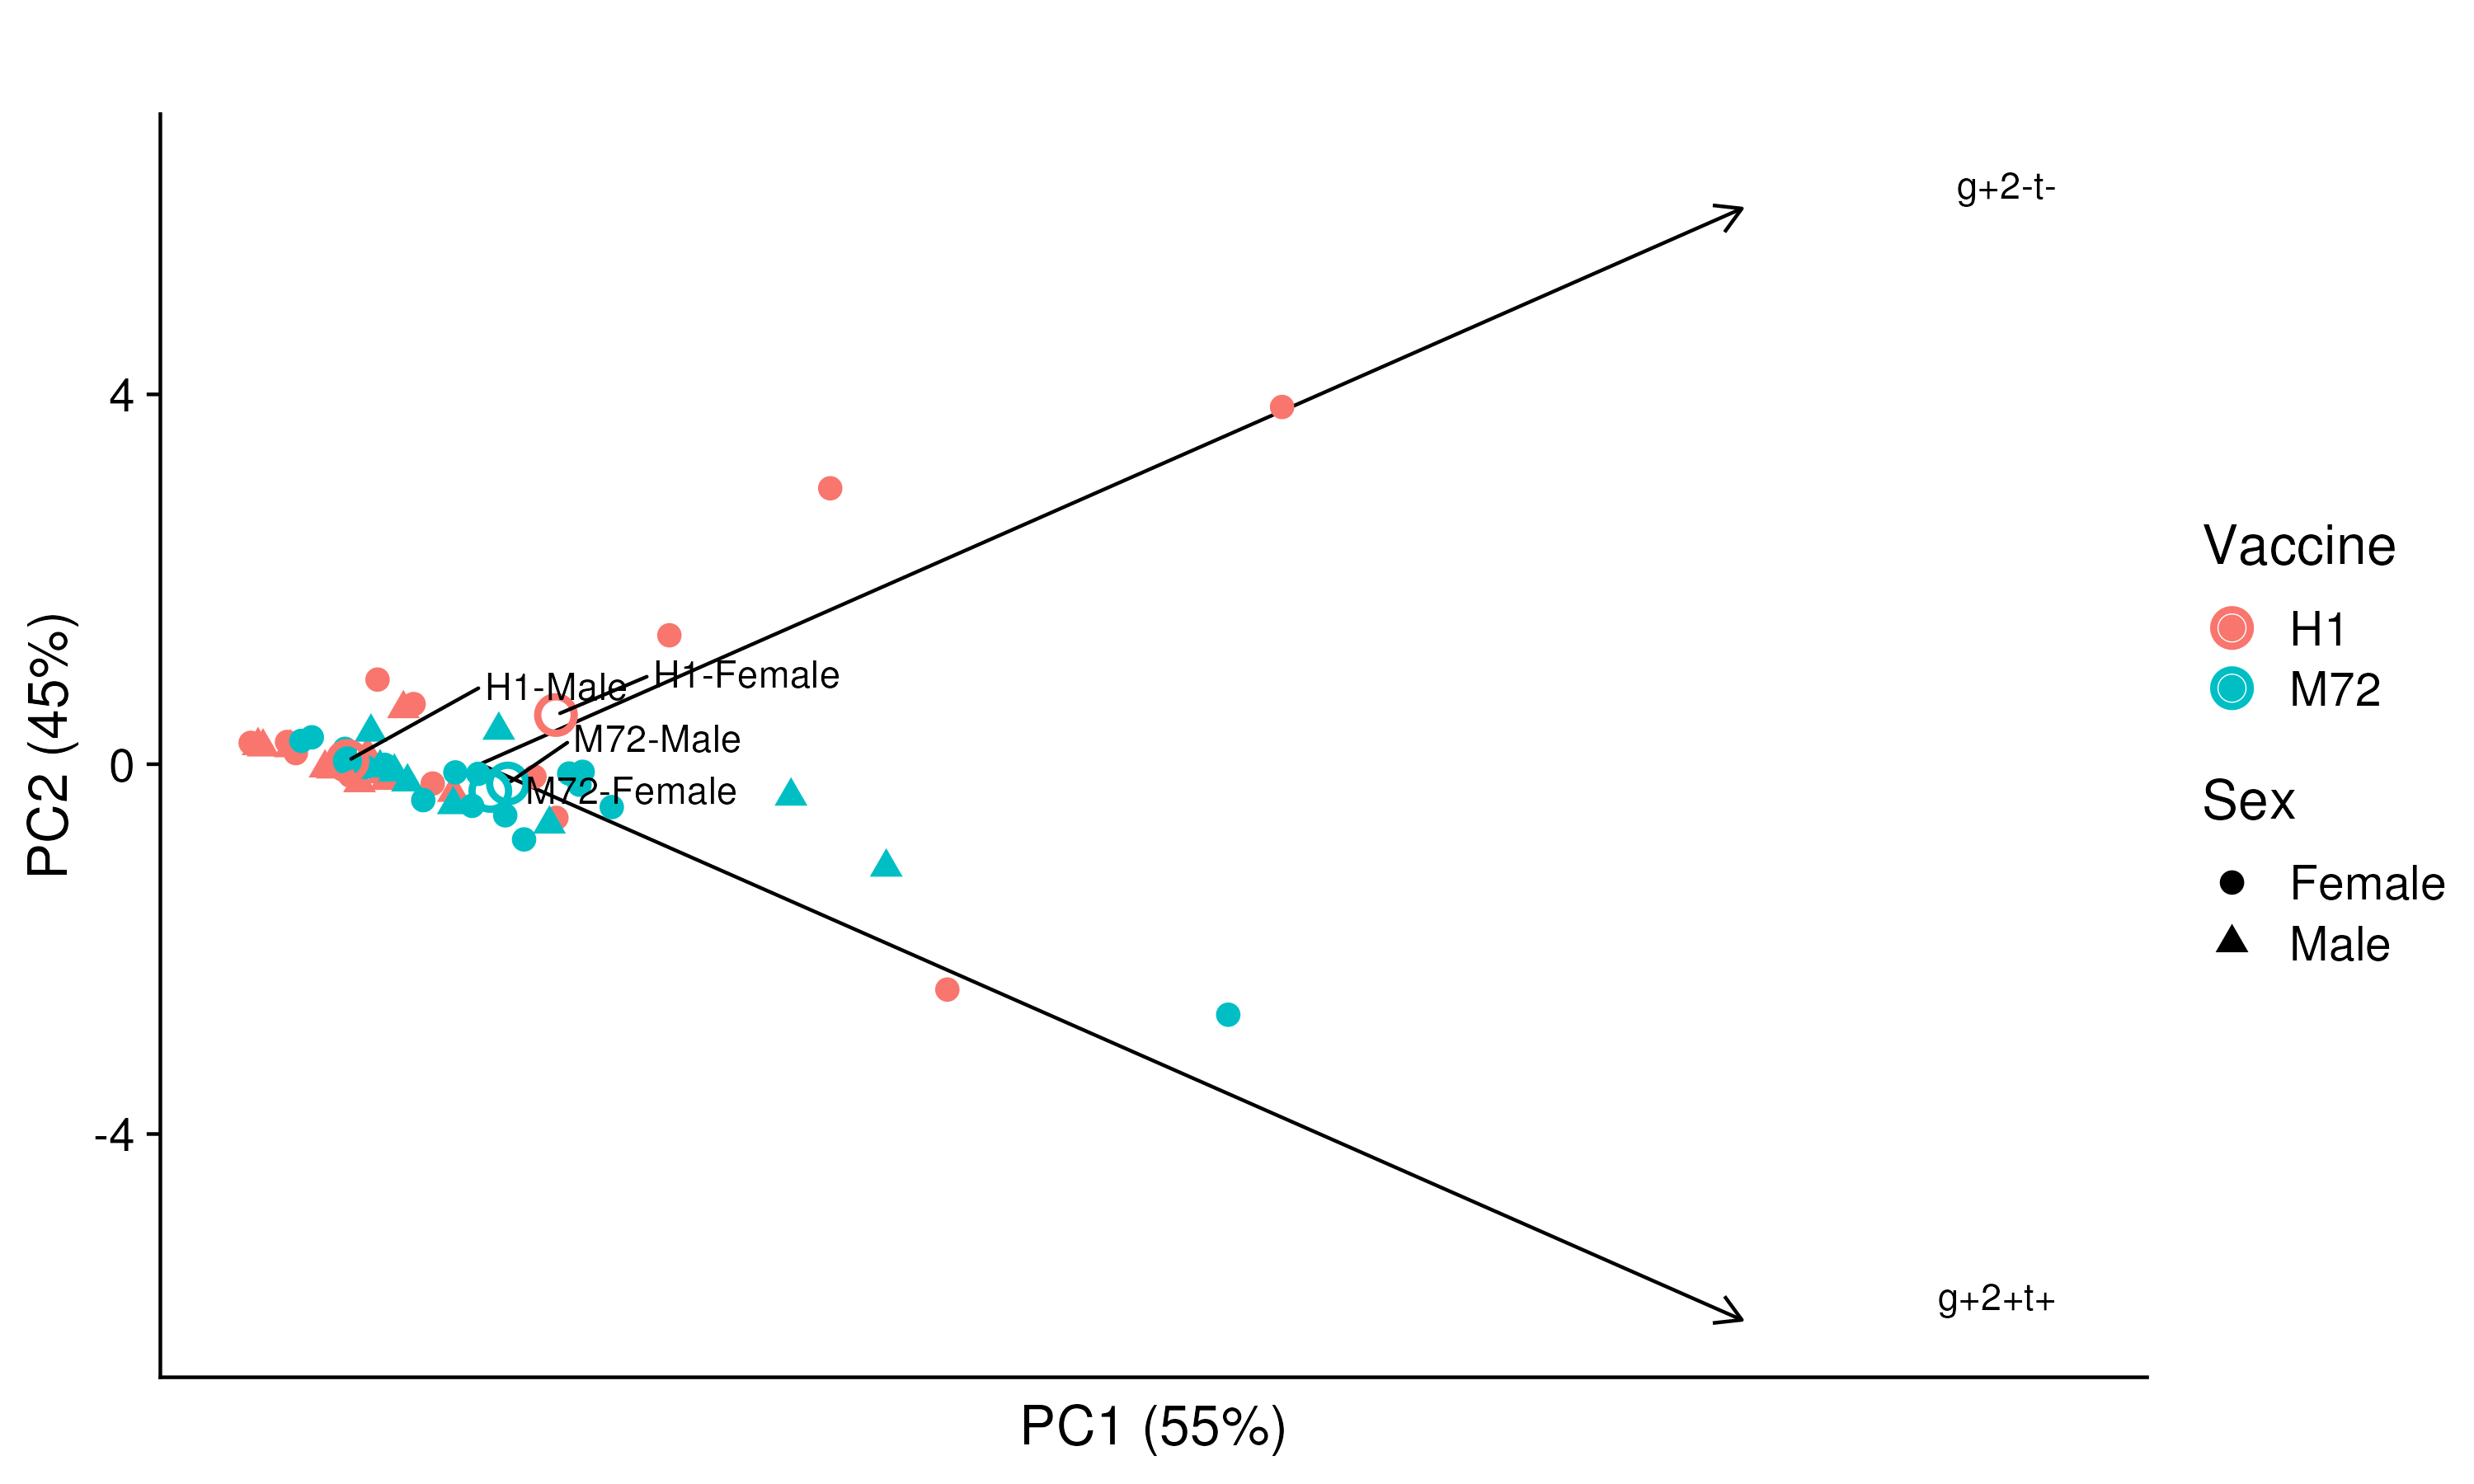 g+2-t-
4
H1-Male
H1-Female
M72-Male
0
M72-Female
-4
g+2+t+
PC2 (45%)
PC1 (55%)
Vaccine
H1
M72
Sex
Female
Male